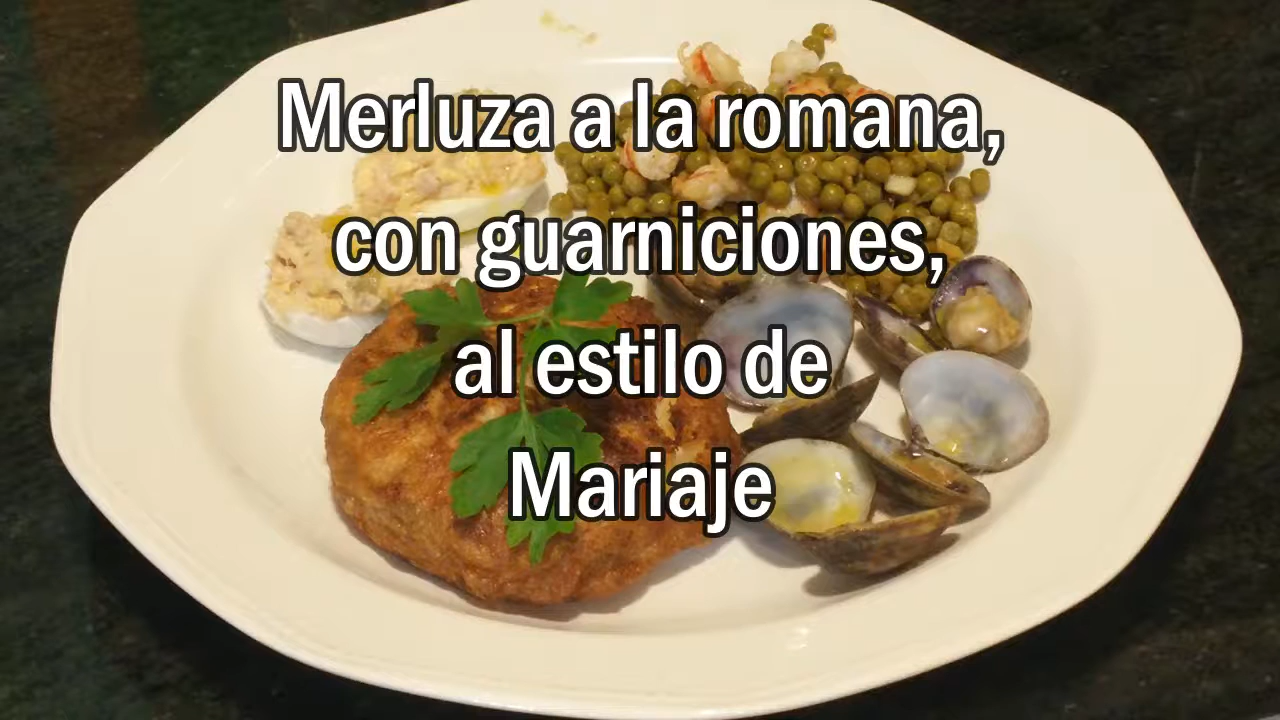 Merluza a la romana,
con guarniciones,
al estilo de
Mariaje